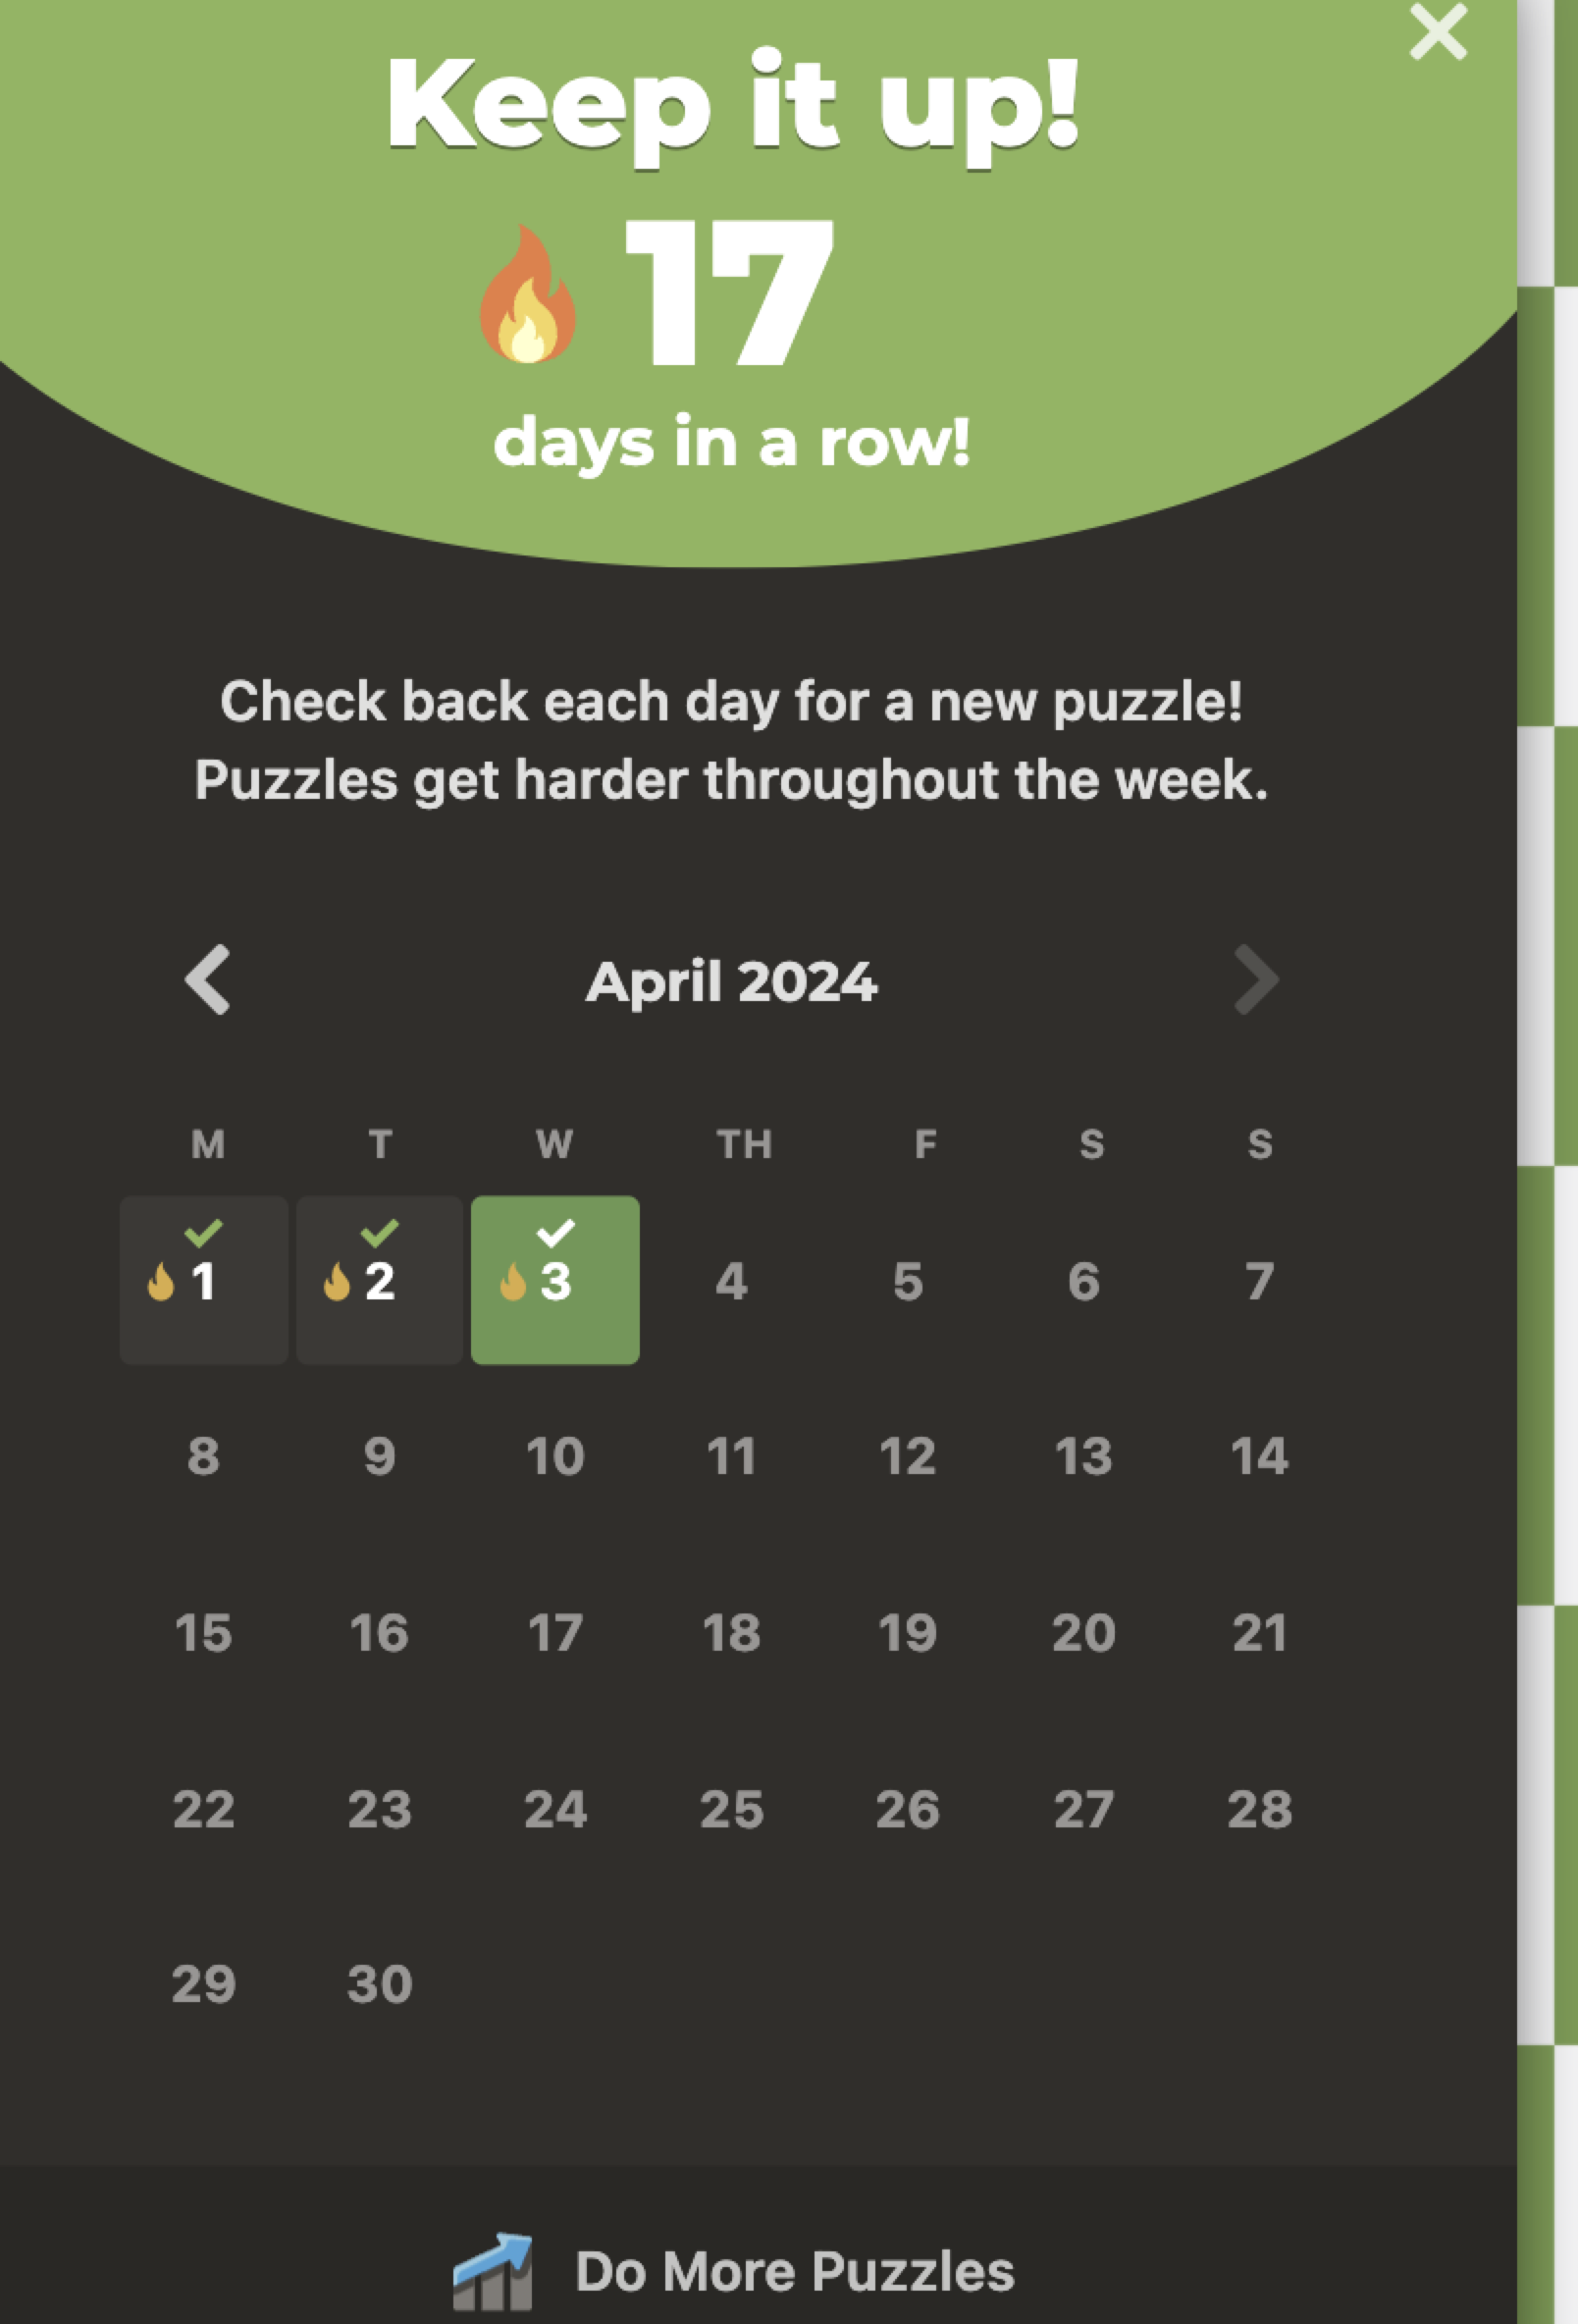 Keep it up!
17
days in a row!
Check back each day for a new puzzle!
Puzzles get harder throughout the week.
April 2024
M T W TH F S S
1 2 3 4 5 6 7
8 9 10 11 12 13 14
15 16 17 18 19 20 21
22 23 24 25 26 27 28
29 30
Do More Puzzles